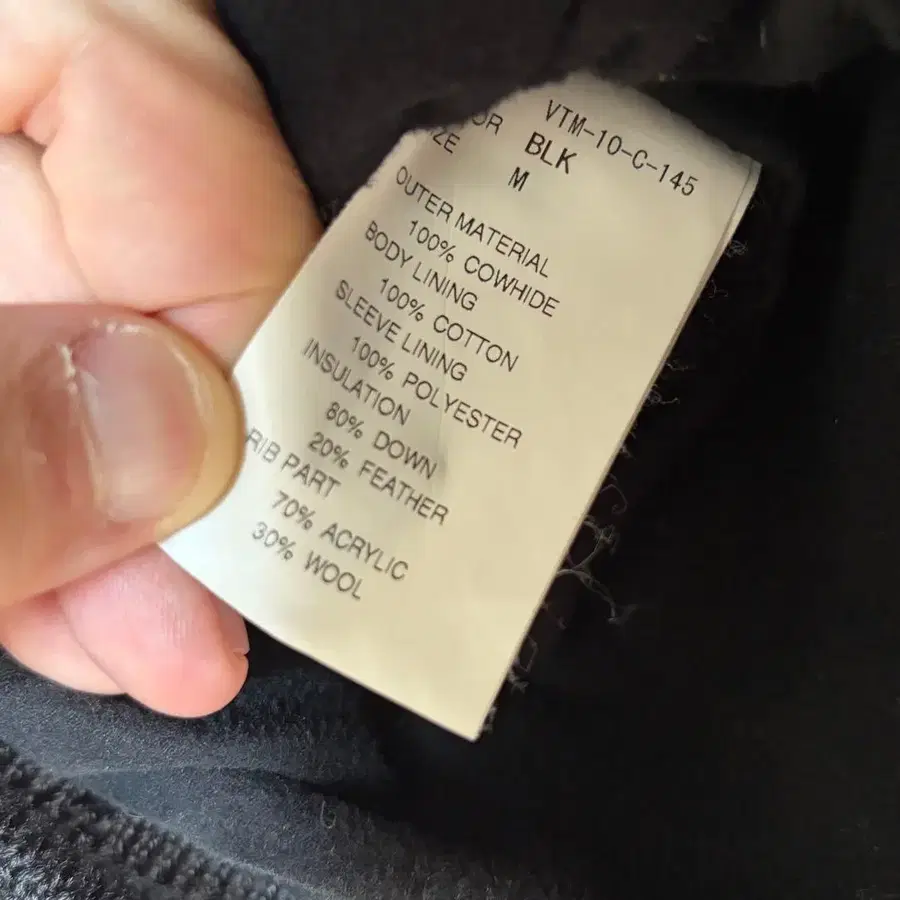 VTM-10-C-145
OR BLK
ZE M
OUTER MATERIAL
100% COWHIDE
BODY LINING
100% COTTON
SLEEVE LINING
100% POLYESTER
INSULATION
80% DOWN
20% FEATHER
RIB PART
70% ACRYLIC
30% WOOL